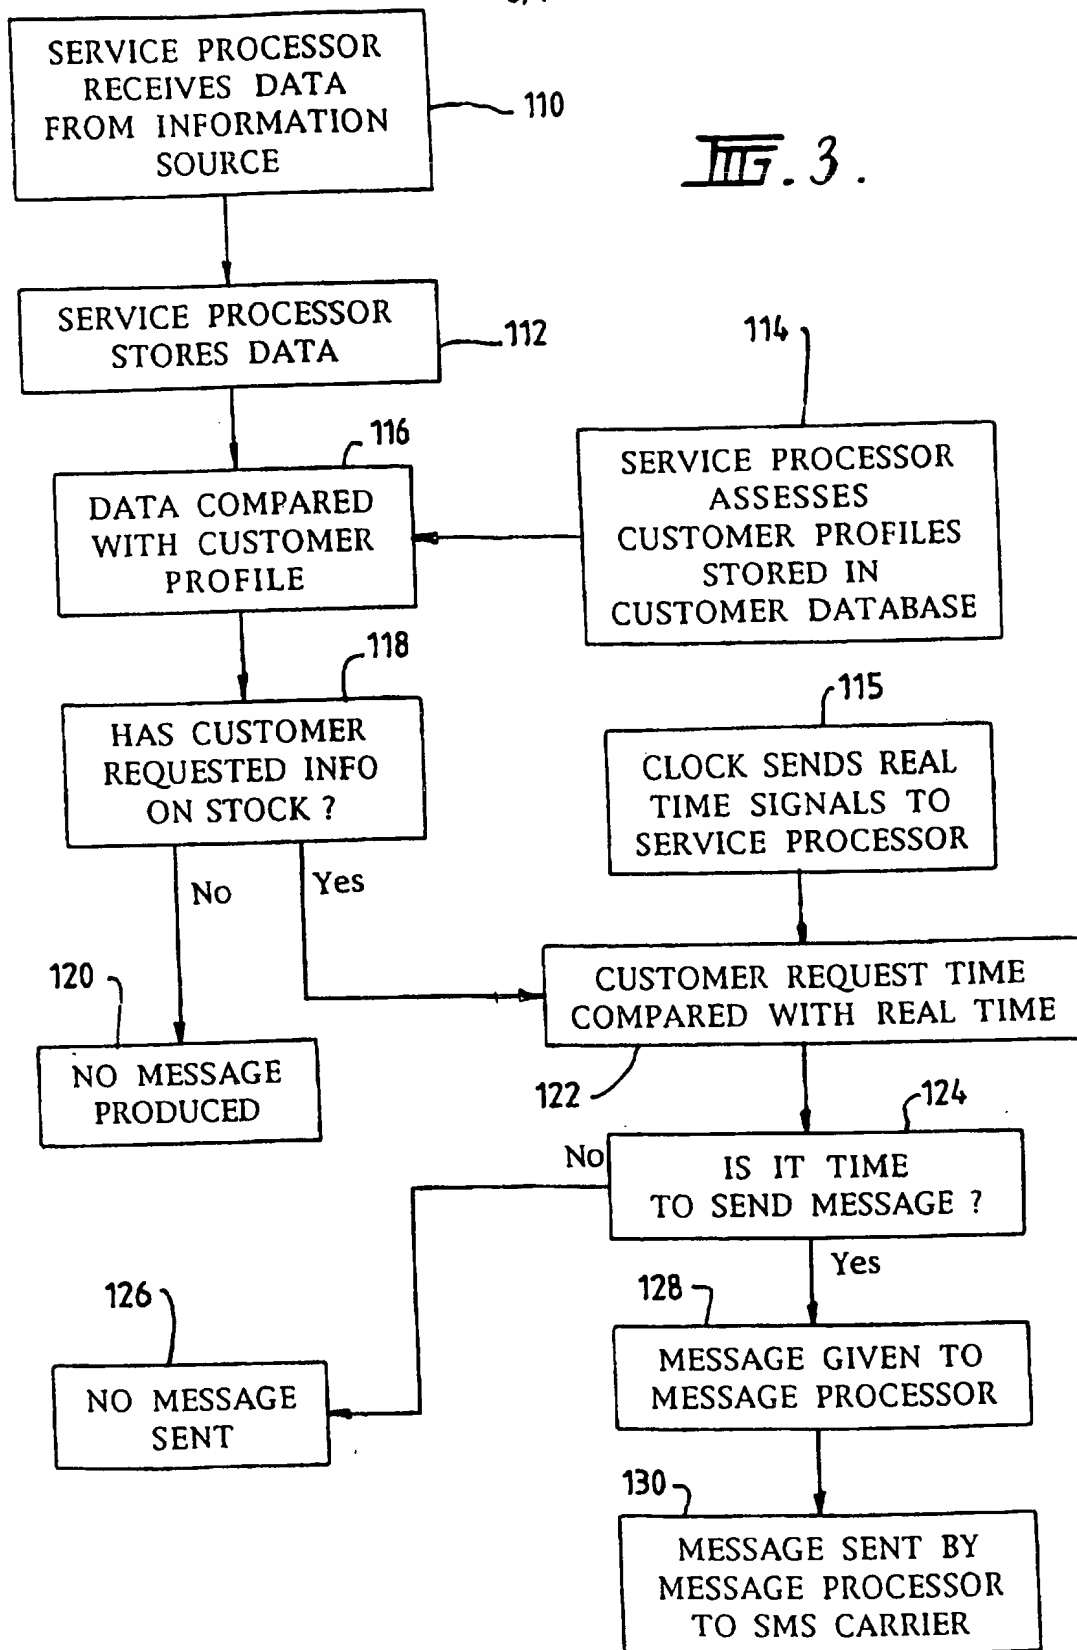 SERVICE PROCESSOR
RECEIVES DATA
FROM INFORMATION
SOURCE
110
FIG. 3.
SERVICE PROCESSOR
STORES DATA
112
114
116
DATA COMPARED
WITH CUSTOMER
PROFILE
SERVICE PROCESSOR
ASSESSES
CUSTOMER PROFILES
STORED IN
CUSTOMER DATABASE
118
HAS CUSTOMER
REQUESTED INFO
ON STOCK ?
115
CLOCK SENDS REAL
TIME SIGNALS TO
SERVICE PROCESSOR
No
Yes
120
NO MESSAGE
PRODUCED
CUSTOMER REQUEST TIME
COMPARED WITH REAL TIME
122
124
No
IS IT TIME
TO SEND MESSAGE ?
Yes
126
NO MESSAGE
SENT
128
MESSAGE GIVEN TO
MESSAGE PROCESSOR
130
MESSAGE SENT BY
MESSAGE PROCESSOR
TO SMS CARRIER